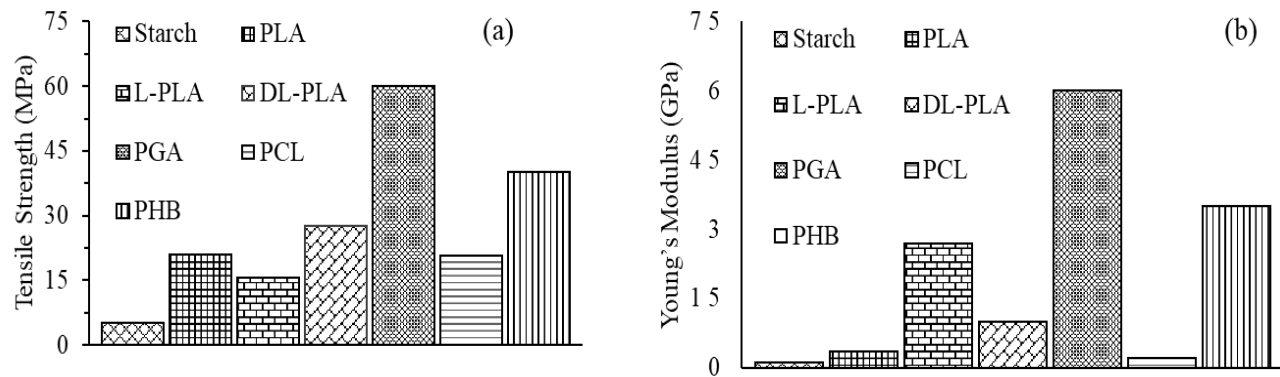 75
60
45
30
15
0
Tensile Strength (MPa)
(a)
Starch PLA
L-PLA DL-PLA
PGA PCL
PHB
7 5
6
4 5
3
1 5
0
Young's Modulus (GPa)
(b)
Starch PLA
L-PLA DL-PLA
PGA PCL
PHB